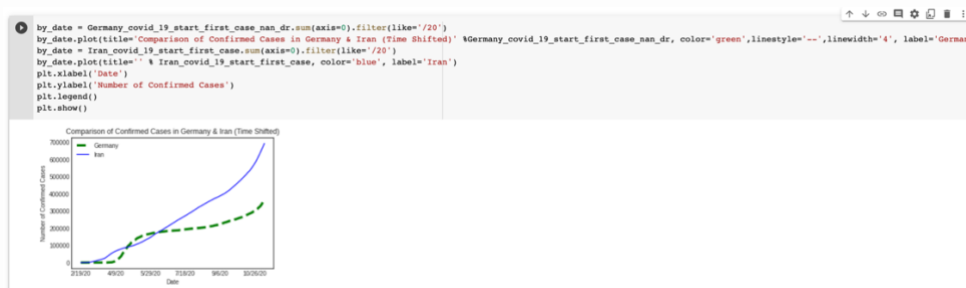 by_date = Germany_covid_19_start_first_case_nan_dr.sum(axis=0).filter(like='/20')
by_date.plot(title='Comparison of Confirmed Cases in Germany & Iran (Time Shifted)' %Germany_covid_19_start_first_case_nan_dr, color='green',linestyle='--',linewidth='4', label='German
by_date = Iran_covid_19_start_first_case.sum(axis=0).filter(like='/20')
by_date.plot(title='' % Iran_covid_19_start_first_case, color='blue', label='Iran')
plt.xlabel('Date')
plt.ylabel('Number of Confirmed Cases')
plt.legend()
plt.show()
Comparison of Confirmed Cases in Germany & Iran (Time Shifted)
Germany
Iran
700000
600000
500000
400000
300000
200000
100000
0
Number of Confirmed Cases
2/19/20 4/9/20 5/29/20 7/18/20 9/6/20 10/26/20
Date